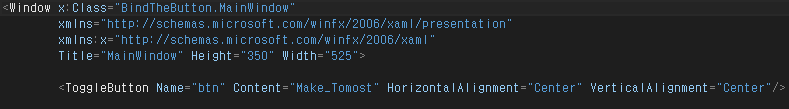 <Window x:Class="BindTheButton.MainWindow"
xmlns="http://schemas.microsoft.com/winfx/2006/xaml/presentation"
xmlns:x="http://schemas.microsoft.com/winfx/2006/xaml"
Title="MainWindow" Height="350" Width="525">
<ToggleButton Name="btn" Content="Make_Tomost" HorizontalAlignment="Center" VerticalAlignment="Center"/>